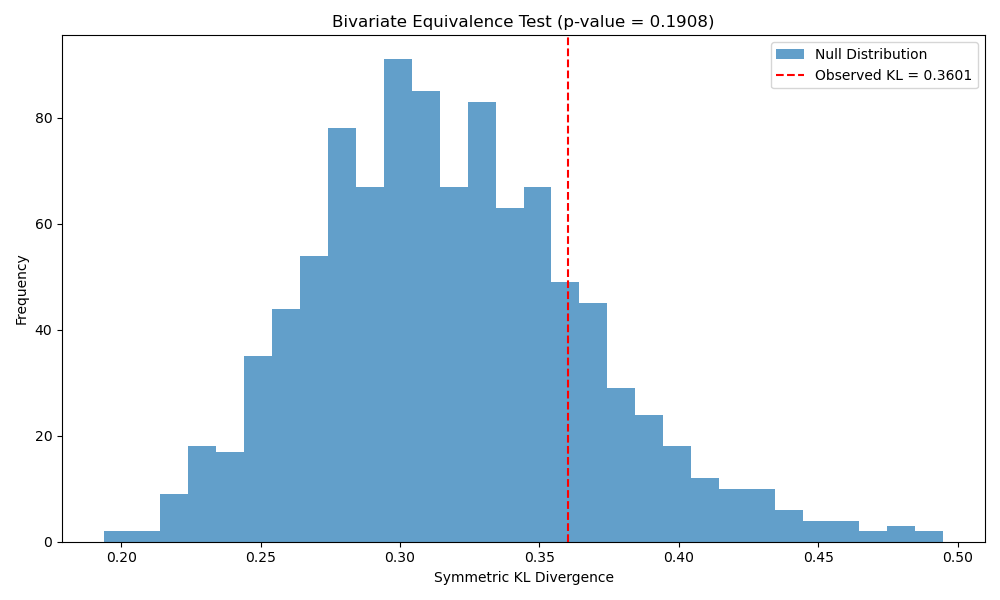 Bivariate Equivalence Test (p-value = 0.1908)
Null Distribution
Observed KL = 0.3601
Frequency
80
60
40
20
0
0.20
0.25
0.30
0.35
0.40
0.45
0.50
Symmetric KL Divergence